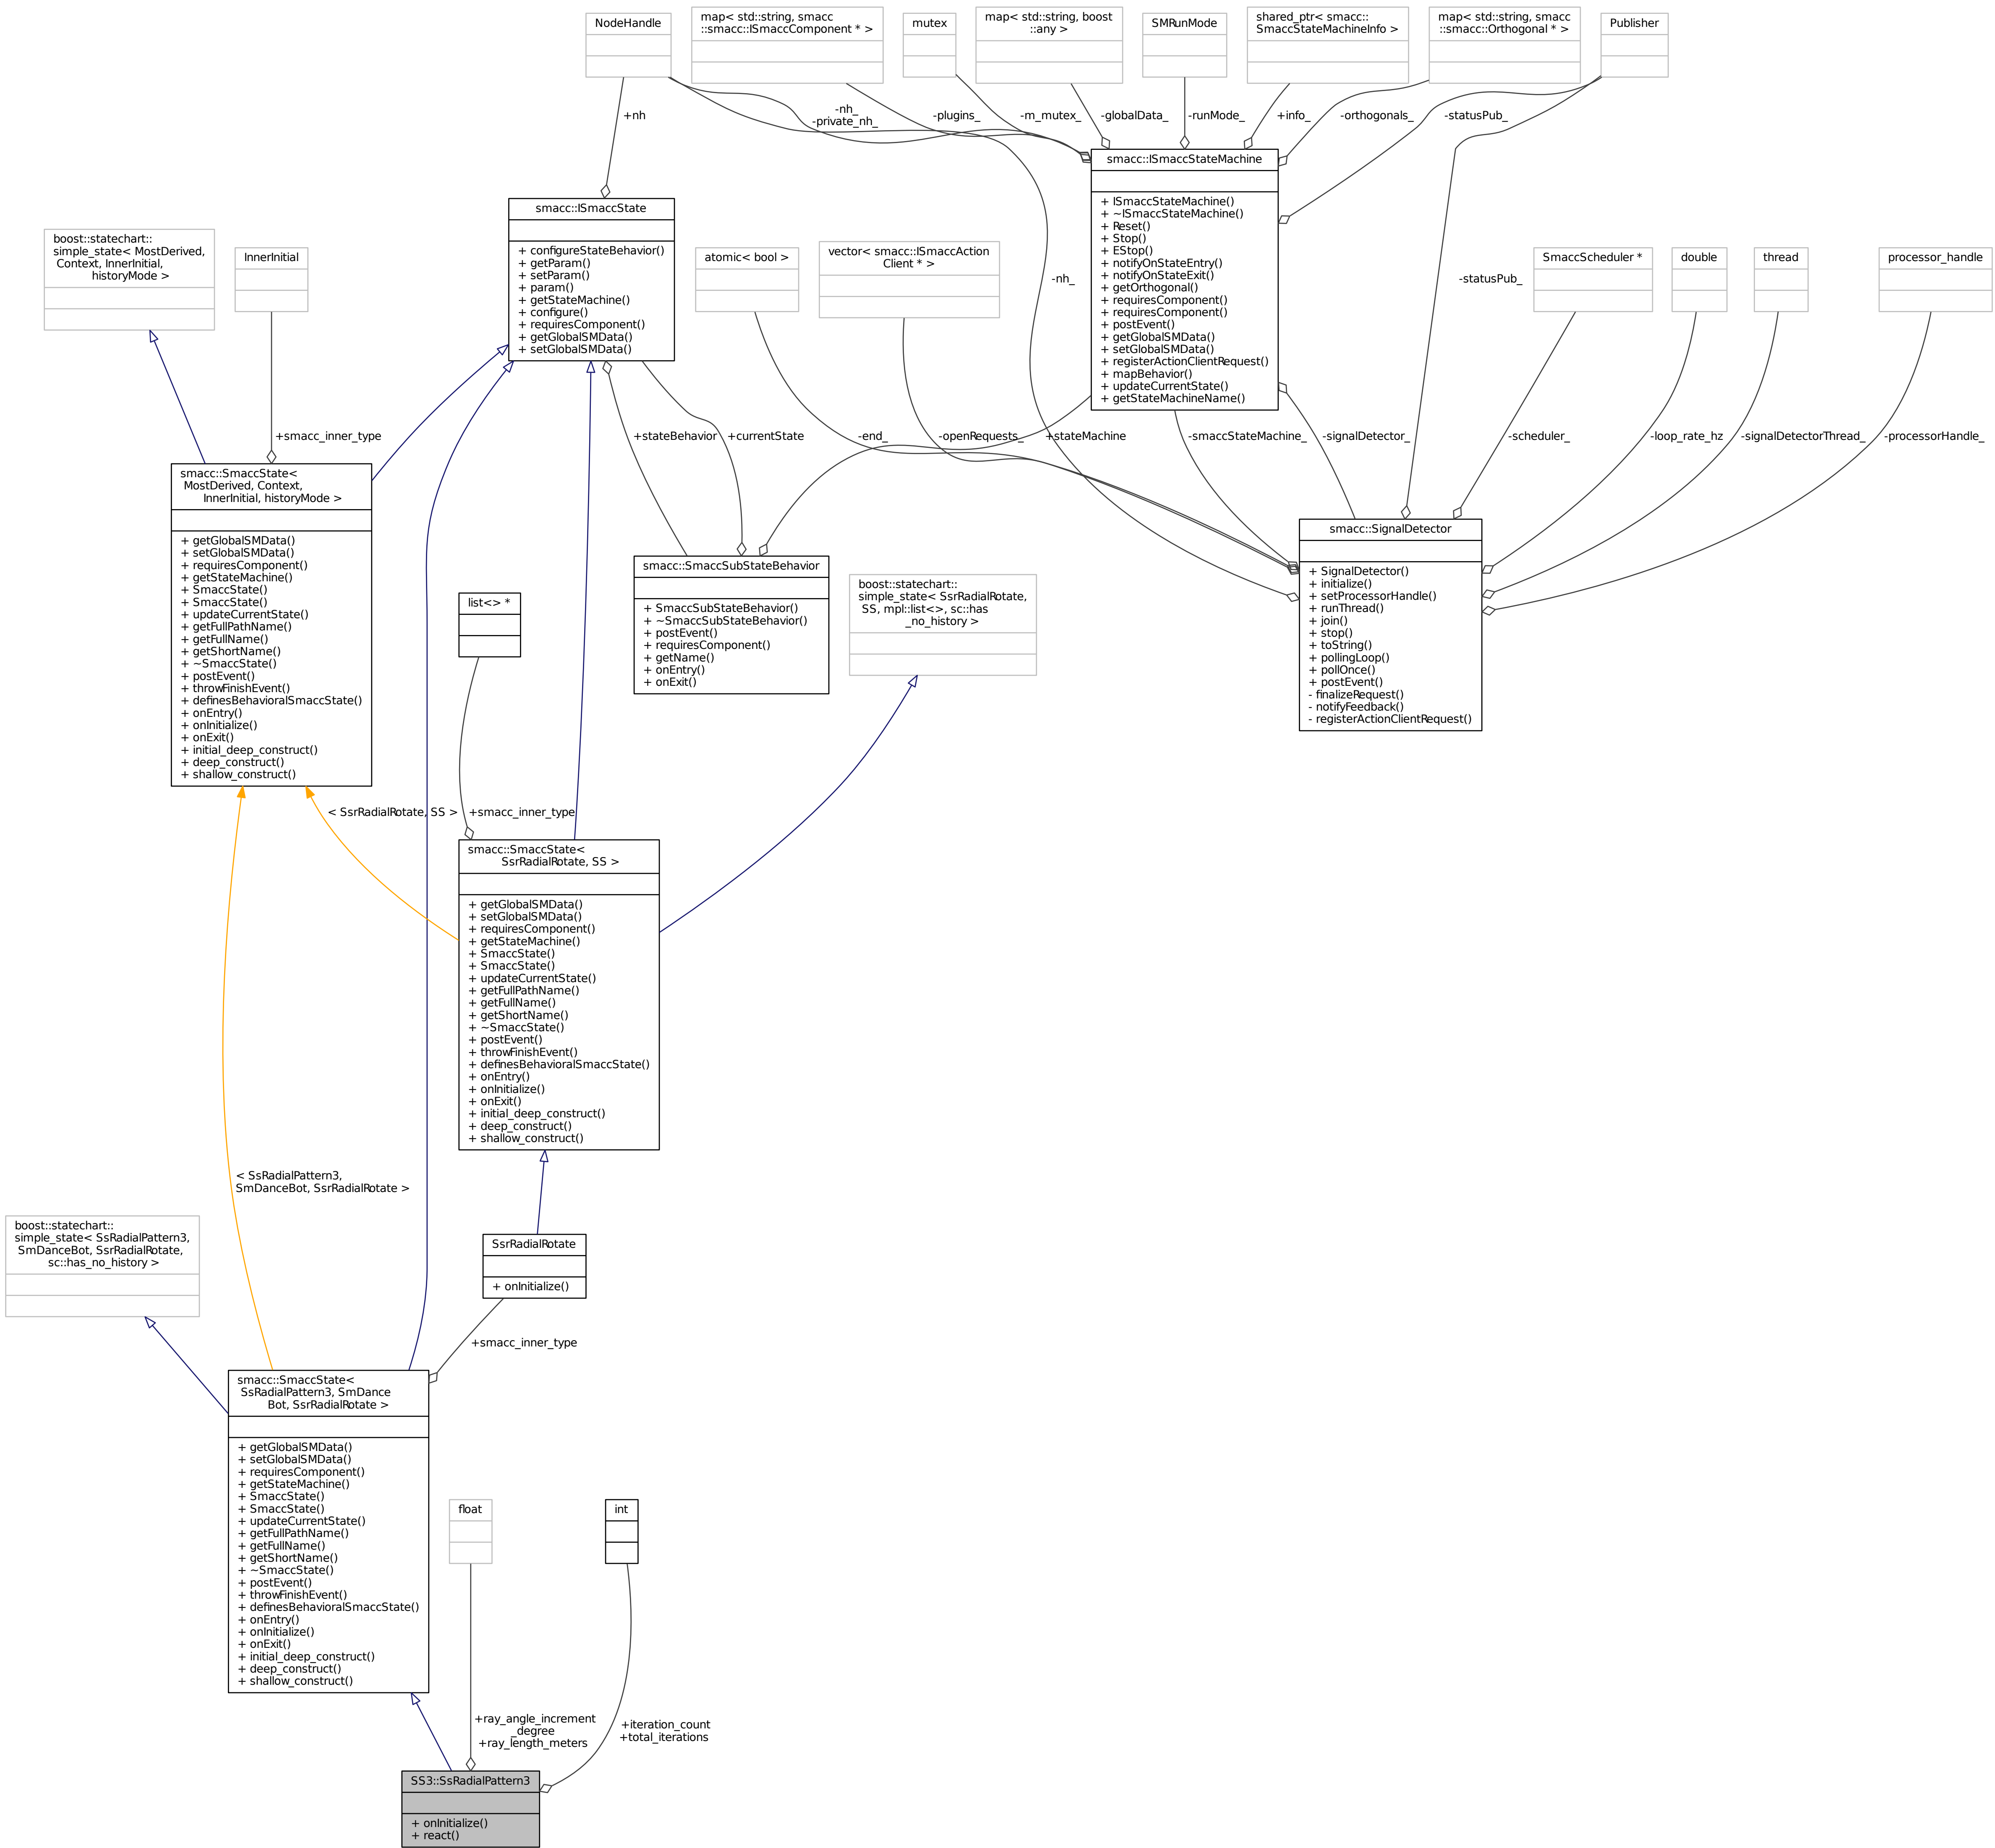 NodeHandle
map< std::string, smacc
::smacc::ISmaccComponent * >
mutex
map< std::string, boost
::any >
SMRunMode
shared_ptr< smacc::
SmaccStateMachineInfo >
map< std::string, smacc
::smacc::Orthogonal * >
Publisher
+nh
-nh_
-private_nh_
-plugins_
-m_mutex_
-globalData_
-runMode_
+info_
-orthogonals_
-statusPub_
smacc::ISmaccStateMachine
+ ISmaccStateMachine()
+ ~ISmaccStateMachine()
+ Reset()
+ Stop()
+ EStop()
+ notifyOnStateEntry()
+ notifyOnStateExit()
+ getOrthogonal()
+ requiresComponent()
+ requiresComponent()
+ postEvent()
+ getGlobalSMData()
+ setGlobalSMData()
+ registerActionClientRequest()
+ mapBehavior()
+ updateCurrentState()
+ getStateMachineName()
smacc::ISmaccState
+ configureStateBehavior()
+ getParam()
+ setParam()
+ param()
+ getStateMachine()
+ configure()
+ requiresComponent()
+ getGlobalSMData()
+ setGlobalSMData()
boost::statechart::
simple_state< MostDerived,
Context, InnerInitial,
historyMode >
InnerInitial
atomic< bool >
vector< smacc::ISmaccAction
Client * >
-nh_
-statusPub_
SmaccScheduler *
double
thread
processor_handle
+smacc_inner_type
+stateBehavior
+currentState
-end_
-openRequests_
+stateMachine
-smaccStateMachine_
-signalDetector_
-scheduler_
-loop_rate_hz
-signalDetectorThread_
-processorHandle_
smacc::SmaccState<
MostDerived, Context,
InnerInitial, historyMode >
+ getGlobalSMData()
+ setGlobalSMData()
+ requiresComponent()
+ getStateMachine()
+ SmaccState()
+ SmaccState()
+ updateCurrentState()
+ getFullPathName()
+ getFullName()
+ getShortName()
+ ~SmaccState()
+ postEvent()
+ throwFinishEvent()
+ definesBehavioralSmaccState()
+ onEntry()
+ onInitialize()
+ onExit()
+ initial_deep_construct()
+ deep_construct()
+ shallow_construct()
smacc::SignalDetector
+ SignalDetector()
+ initialize()
+ setProcessorHandle()
+ runThread()
+ join()
+ stop()
+ toString()
+ pollingLoop()
+ pollOnce()
+ postEvent()
- finalizeRequest()
- notifyFeedback()
- registerActionClientRequest()
smacc::SmaccSubStateBehavior
+ SmaccSubStateBehavior()
+ ~SmaccSubStateBehavior()
+ postEvent()
+ requiresComponent()
+ getName()
+ onEntry()
+ onExit()
list<> *
boost::statechart::
simple_state< SsrRadialRotate,
SS, mpl::list<>, sc::has
_no_history >
< SsrRadialRotate, SS >
+smacc_inner_type
smacc::SmaccState<
SsrRadialRotate, SS >
+ getGlobalSMData()
+ setGlobalSMData()
+ requiresComponent()
+ getStateMachine()
+ SmaccState()
+ SmaccState()
+ updateCurrentState()
+ getFullPathName()
+ getFullName()
+ getShortName()
+ ~SmaccState()
+ postEvent()
+ throwFinishEvent()
+ definesBehavioralSmaccState()
+ onEntry()
+ onInitialize()
+ onExit()
+ initial_deep_construct()
+ deep_construct()
+ shallow_construct()
< SsRadialPattern3,
SmDanceBot, SsrRadialRotate >
boost::statechart::
simple_state< SsRadialPattern3,
SmDanceBot, SsrRadialRotate,
sc::has_no_history >
SsrRadialRotate
+ onInitialize()
+smacc_inner_type
smacc::SmaccState<
SsRadialPattern3, SmDance
Bot, SsrRadialRotate >
+ getGlobalSMData()
+ setGlobalSMData()
+ requiresComponent()
+ getStateMachine()
+ SmaccState()
+ SmaccState()
+ updateCurrentState()
+ getFullPathName()
+ getFullName()
+ getShortName()
+ ~SmaccState()
+ postEvent()
+ throwFinishEvent()
+ definesBehavioralSmaccState()
+ onEntry()
+ onInitialize()
+ onExit()
+ initial_deep_construct()
+ deep_construct()
+ shallow_construct()
float
int
+ray_angle_increment
_degree
+ray_length_meters
+iteration_count
+total_iterations
SS3::SsRadialPattern3
+ onInitialize()
+ react()